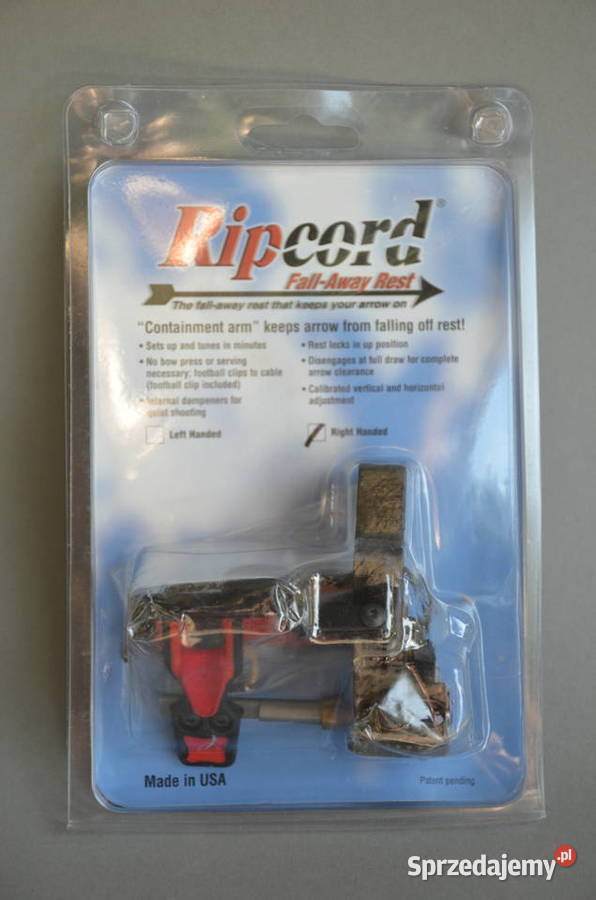 Ripcord®
Fall-Away Rest
The fall-away rest that keeps your arrow on
"Containment arm" keeps arrow from falling off rest!
• Sets up and tunes in minutes
• No bow press or serving
necessary; football clips to cable
(football clip included)
• Internal dampeners for
quiet shooting
• Rest locks in up position
• Disengages at full draw for complete
arrow clearance
• Calibrated vertical and horizontal
adjustment
Left Handed
Right Handed
Made in USA
Patent pending
Sprzedajemy.pl